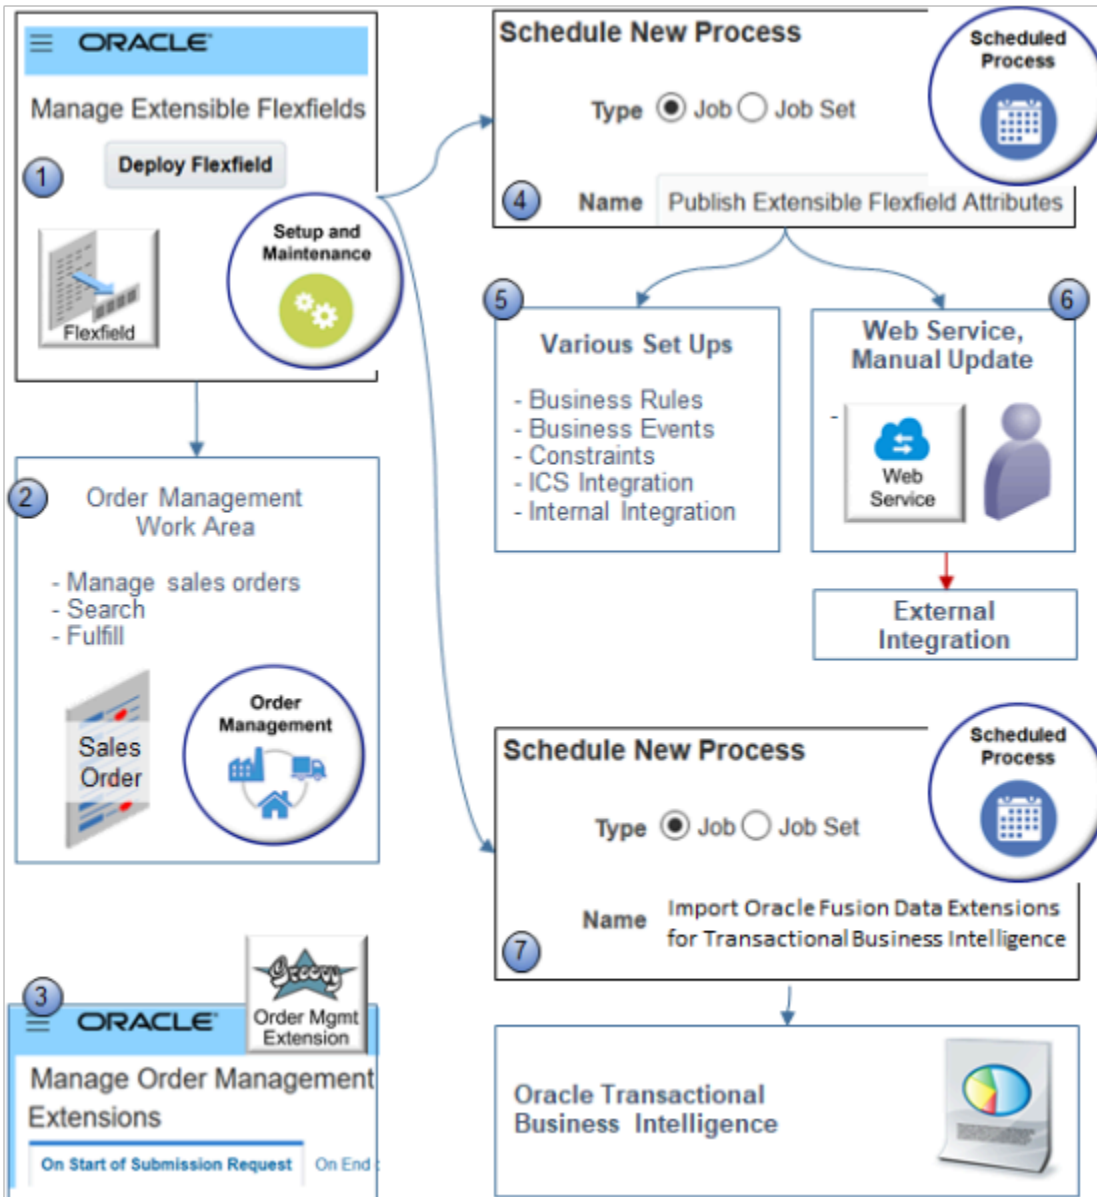 ORACLE
Manage Extensible Flexfields
Deploy Flexfield
1
Flexfield
Setup and
Maintenance
2
Order Management
Work Area
- Manage sales orders
- Search
- Fulfill
Sales
Order
Order
Management
3
Groovy
Order Mgmt
Extension
ORACLE
Manage Order Management
Extensions
On Start of Submission Request On End
Schedule New Process
Scheduled
Process
Type Job Job Set
4
Name Publish Extensible Flexfield Attributes
5
Various Set Ups
- Business Rules
- Business Events
- Constraints
- ICS Integration
- Internal Integration
6
Web Service,
Manual Update
-
Web
Service
External
Integration
Schedule New Process
Scheduled
Process
Type Job Job Set
Name Import Oracle Fusion Data Extensions
for Transactional Business Intelligence
7
Oracle Transactional
Business Intelligence